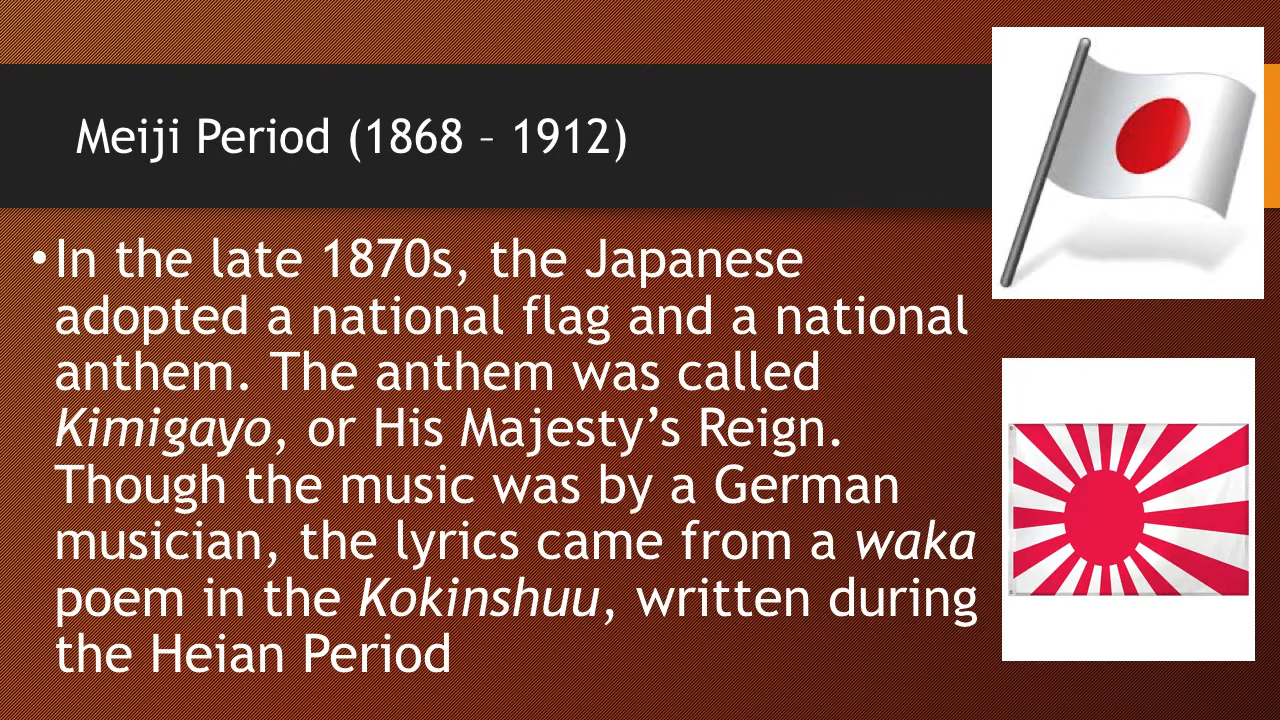 Meiji Period (1868 – 1912)
•In the late 1870s, the Japanese
adopted a national flag and a national
anthem. The anthem was called
Kimigayo, or His Majesty’s Reign.
Though the music was by a German
musician, the lyrics came from a waka
poem in the Kokinshuu, written during
the Heian Period